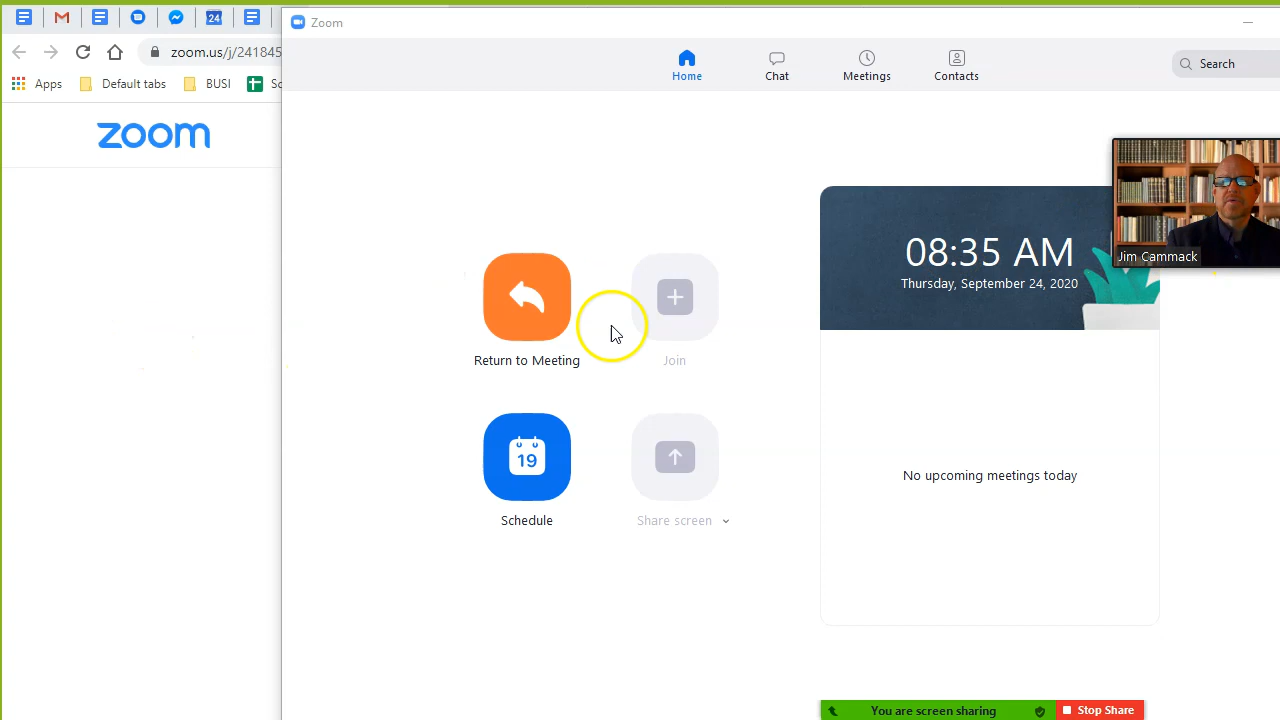 24
Zoom
zoom.us/j/241845
Home
Chat
Meetings
Contacts
Search
Apps
Default tabs
BUSI
Sc
zoom
08:35 AM
Thursday, September 24, 2020
Jim Cammack
Return to Meeting
Join
19
No upcoming meetings today
Schedule
Share screen
You are screen sharing
Stop Share